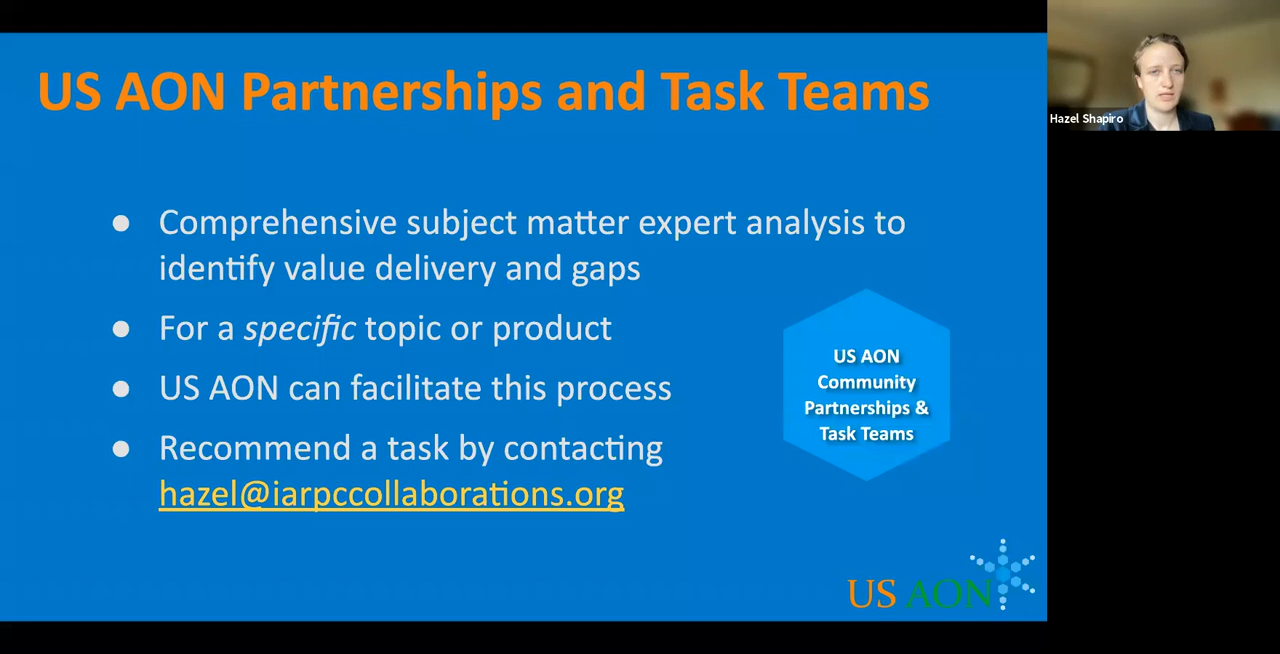 US AON Partnerships and Task Teams
Hazel Shapiro
● Comprehensive subject matter expert analysis to
identify value delivery and gaps
● For a specific topic or product
● US AON can facilitate this process
● Recommend a task by contacting
hazel@iarpccollaborations.org
US AON
Community
Partnerships &
Task Teams
US AON